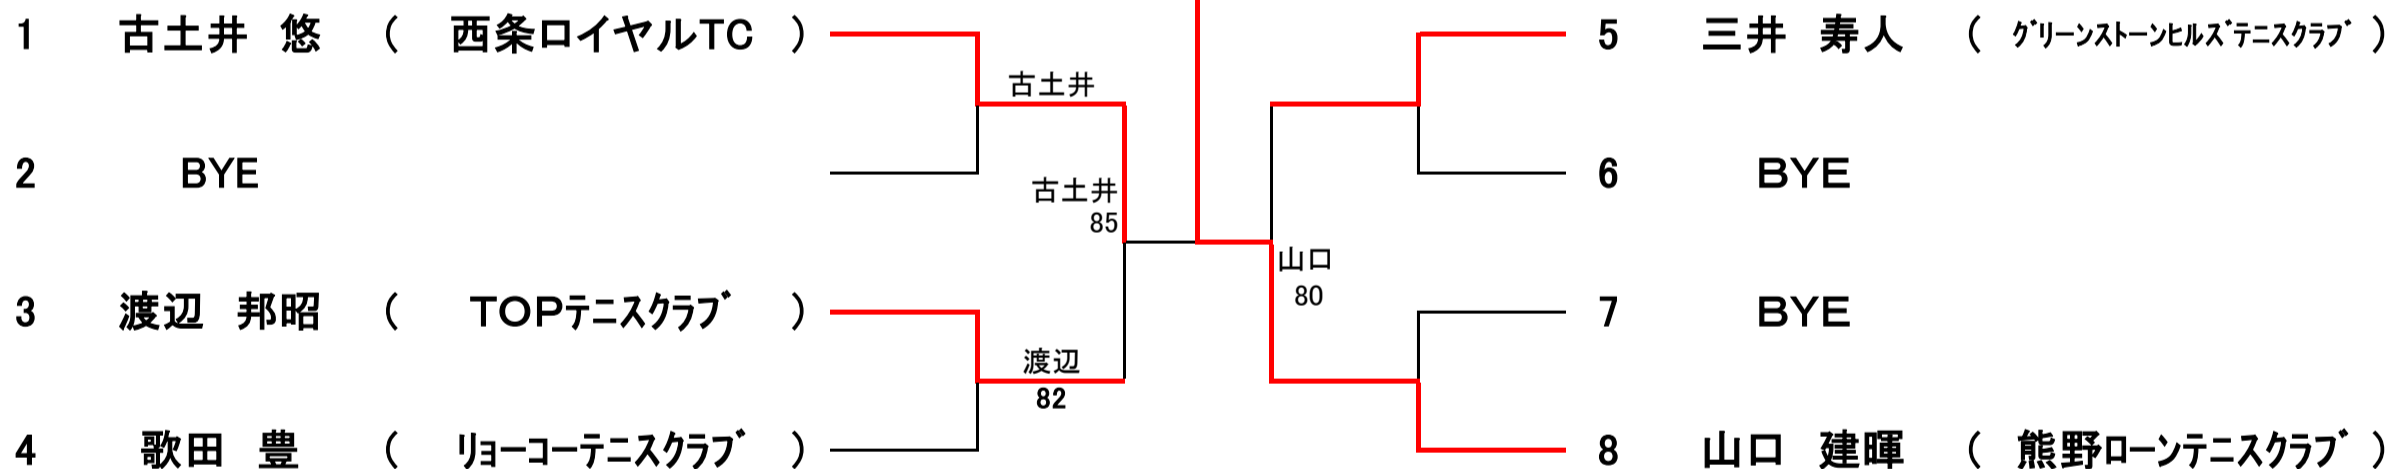 1 古土井 悠 ( 西条ロイヤルTC )
古土井
2 BYE
古土井
85
3 渡辺 邦昭 ( TOPテニスクラブ )
渡辺
82
4 歌田 豊 ( リョーコーテニスクラブ )
5 三井 寿人 ( グリーンストーンヒルズテニスクラブ )
6 BYE
山口
80
7 BYE
8 山口 建暉 ( 熊野ローンテニスクラブ )